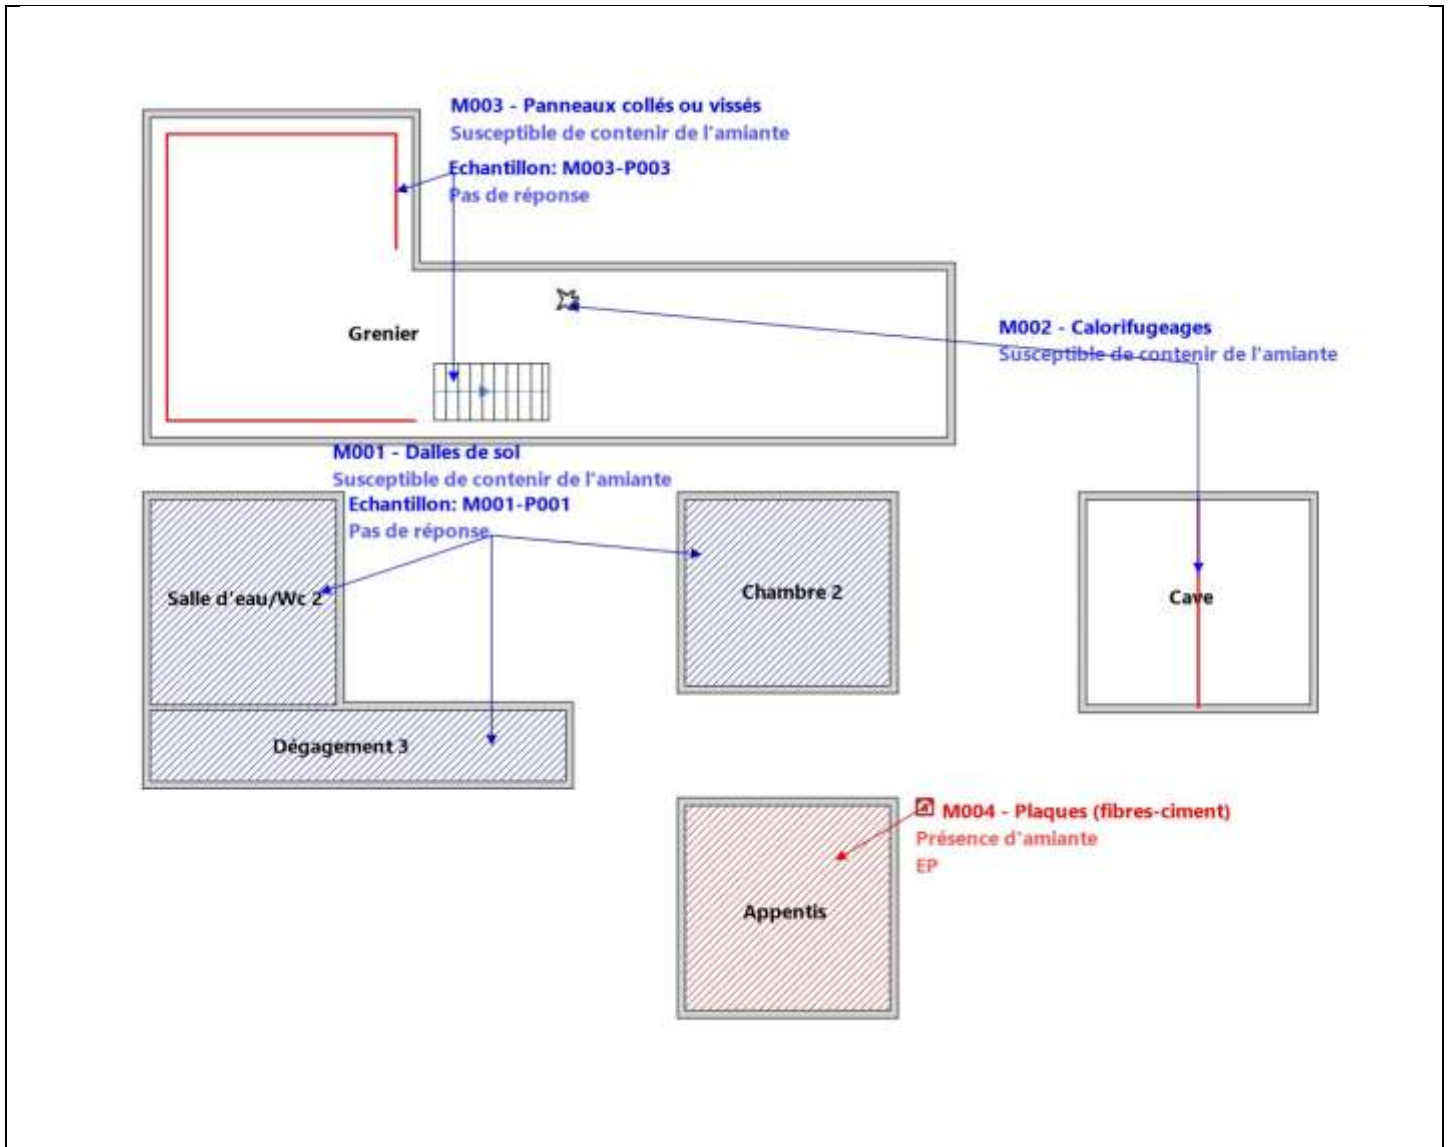 M003 - Panneaux collés ou vissés
Susceptible de contenir de l'amiante
Echantillon: M003-P003
Pas de réponse
Grenier
M002 - Calorifugeages
Susceptible de contenir de l'amiante
M001 - Dalles de sol
Susceptible de contenir de l'amiante
Echantillon: M001-P001
Pas de réponse
Salle d'eau/Wc 2
Chambre 2
Cave
Dégagement 3
M004 - Plaques (fibres-ciment)
Présence d'amiante
EP
Appentis